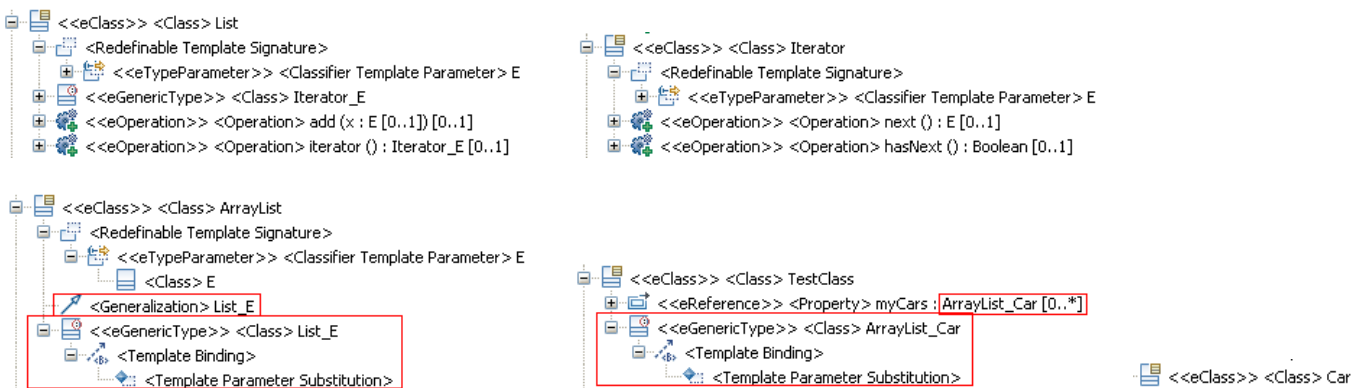 <<eClass>> <Class> List
<Redefinable Template Signature>
<<eTypeParameter>> <Classifier Template Parameter> E
<<eGenericType>> <Class> Iterator_E
<<eOperation>> <Operation> add (x : E [0..1]) [0..1]
<<eOperation>> <Operation> iterator () : Iterator_E [0..1]
<<eClass>> <Class> Iterator
<Redefinable Template Signature>
<<eTypeParameter>> <Classifier Template Parameter> E
<<eOperation>> <Operation> next () : E [0..1]
<<eOperation>> <Operation> hasNext () : Boolean [0..1]
<<eClass>> <Class> ArrayList
<Redefinable Template Signature>
<<eTypeParameter>> <Classifier Template Parameter> E
<Class> E
<Generalization> List_E
<<eGenericType>> <Class> List_E
<Template Binding>
<Template Parameter Substitution>
<<eClass>> <Class> TestClass
<<eReference>> <Property> myCars : ArrayList_Car [0..*]
<<eGenericType>> <Class> ArrayList_Car
<Template Binding>
<Template Parameter Substitution>
<<eClass>> <Class> Car